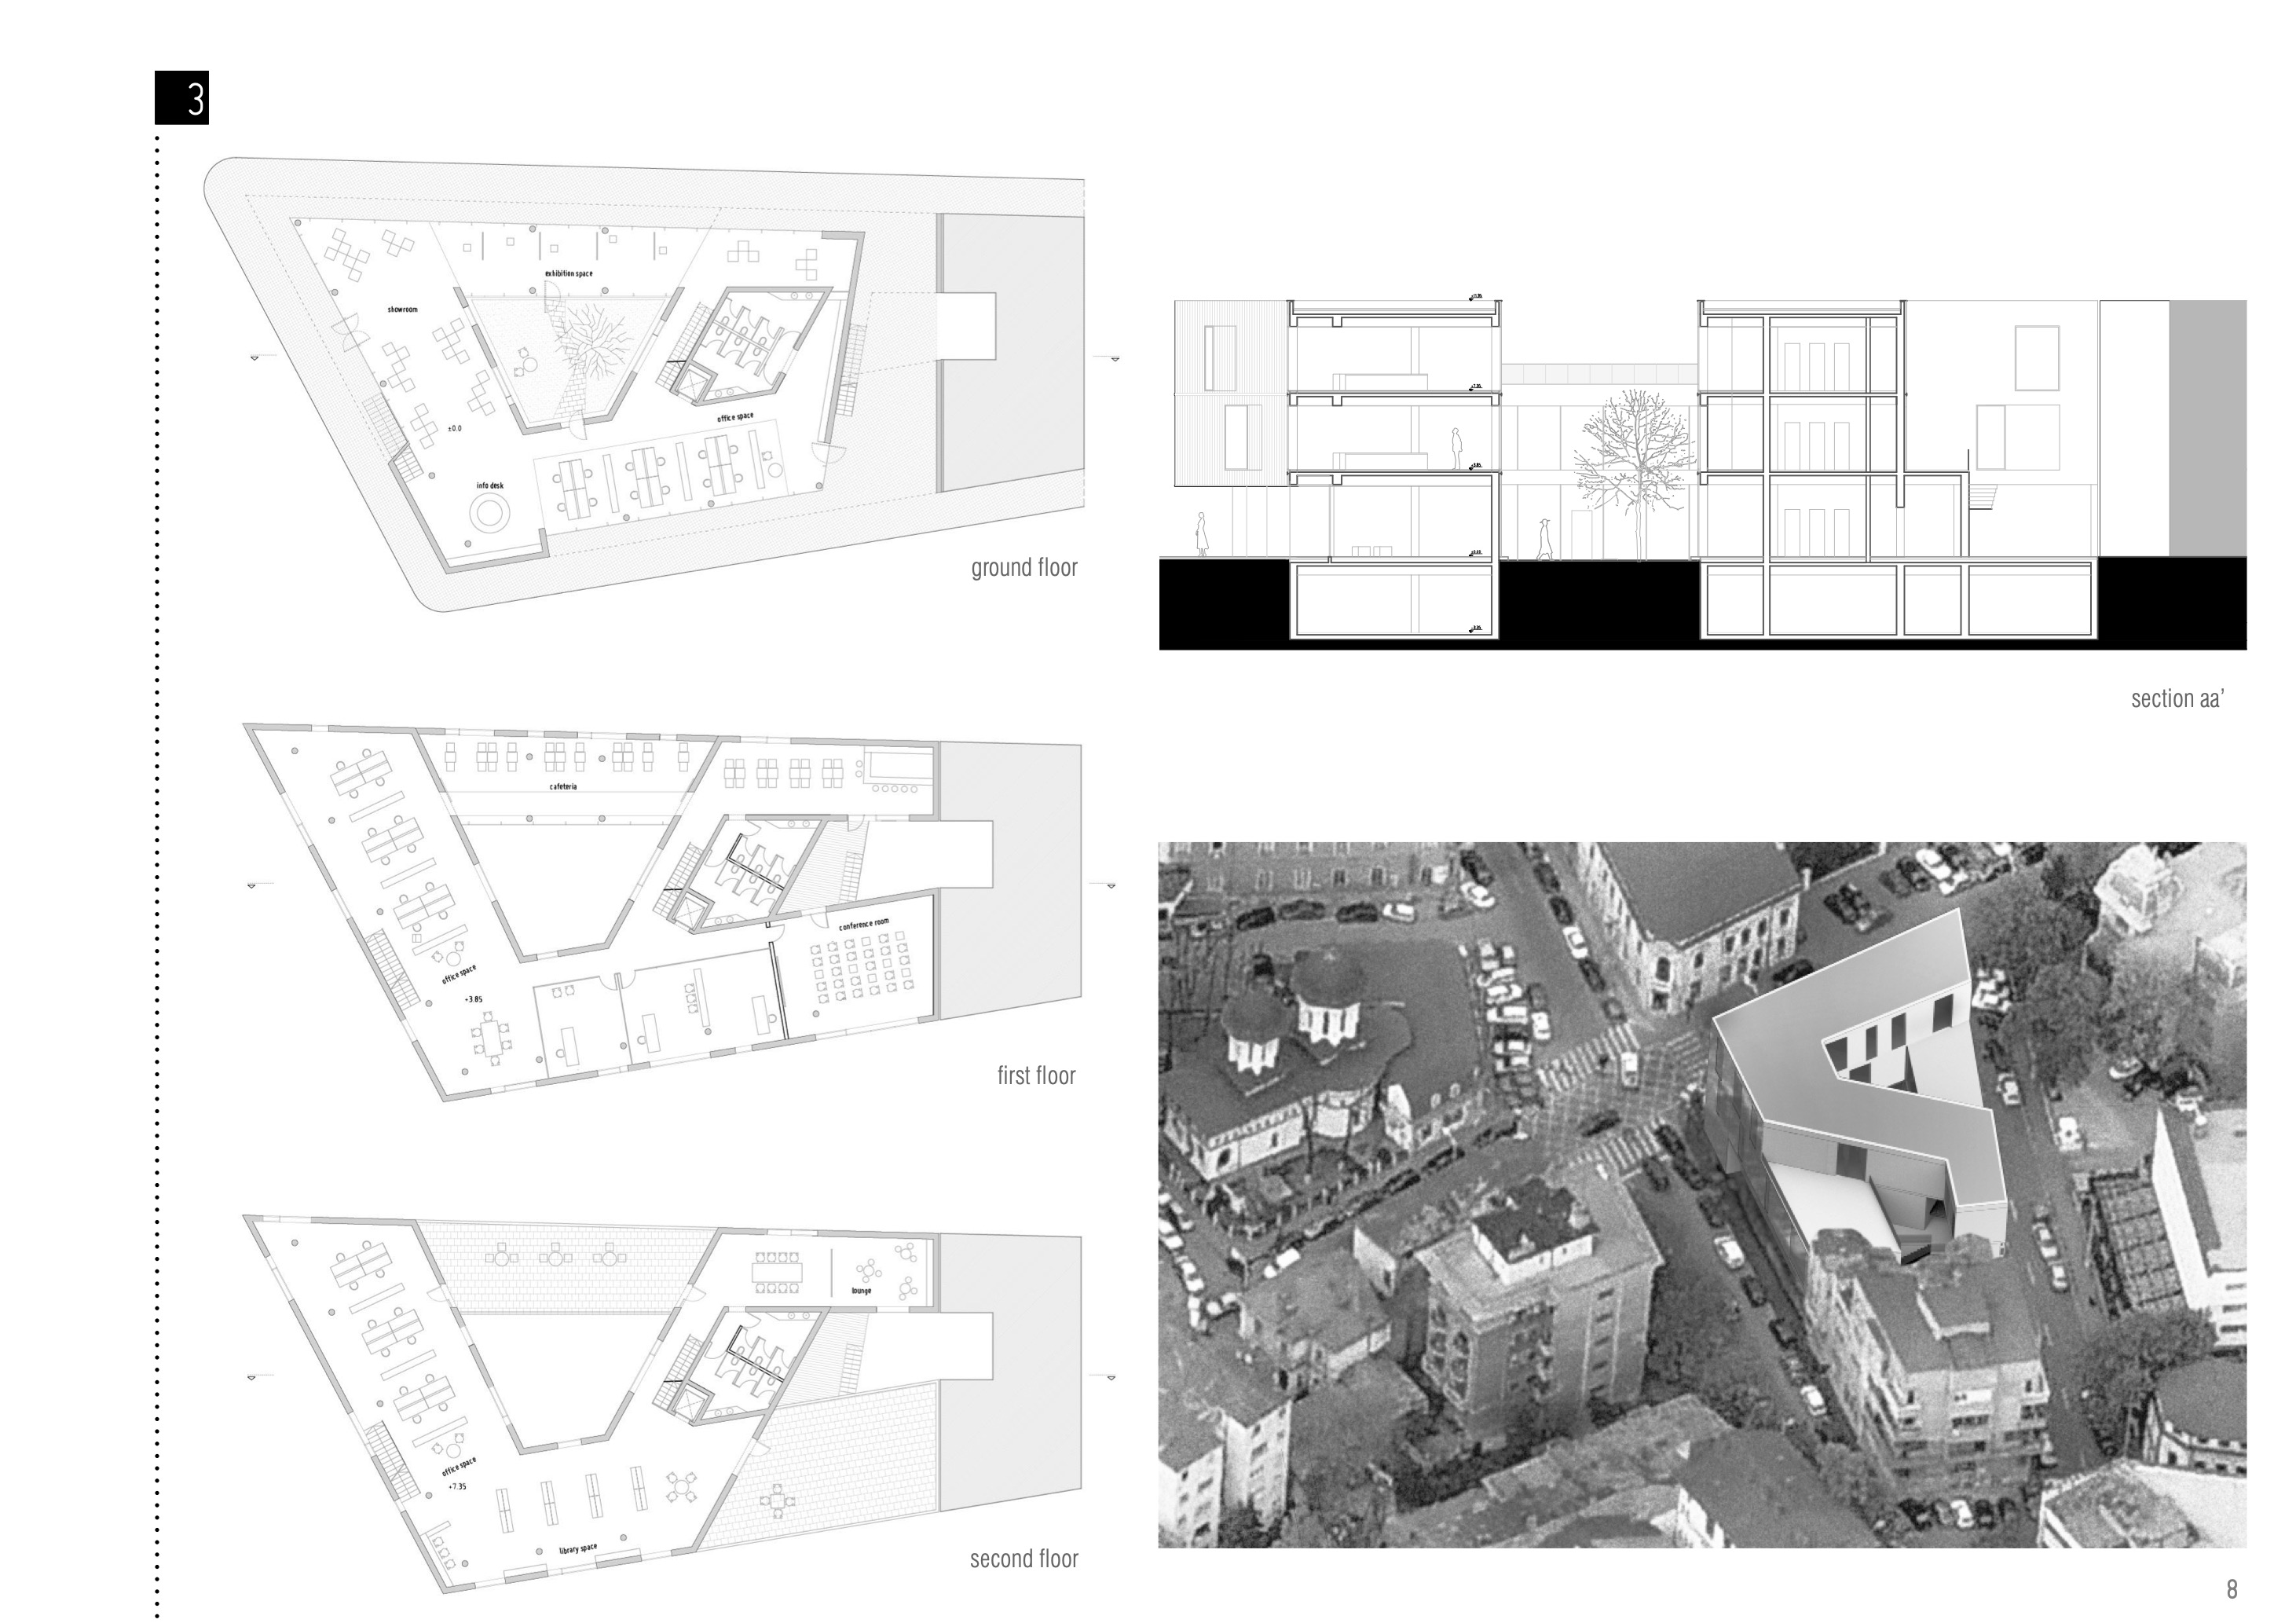 3
exhibition space
showroom
office space
±0.0
info desk
ground floor
section aa'
cafeteria
conference room
office space
+3.85
first floor
lounge
office space
+7.35
library space
second floor
8